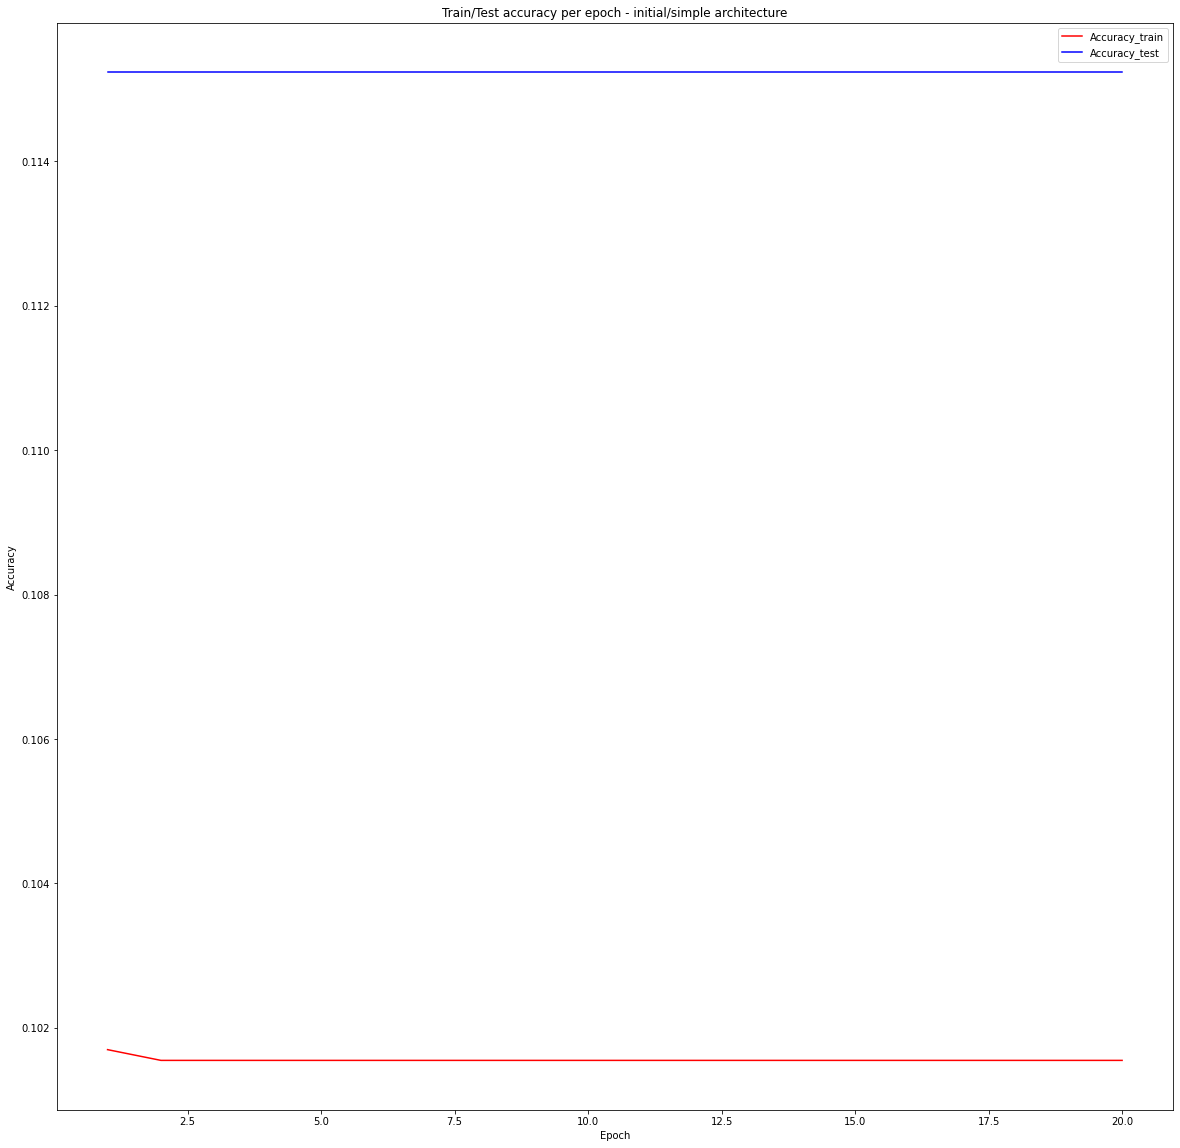 Train/Test accuracy per epoch - initial/simple architecture
Accuracy_train
Accuracy_test
0.114
0.112
0.110
0.108
0.106
0.104
0.102
Accuracy
2.5 5.0 7.5 10.0 12.5 15.0 17.5 20.0
Epoch